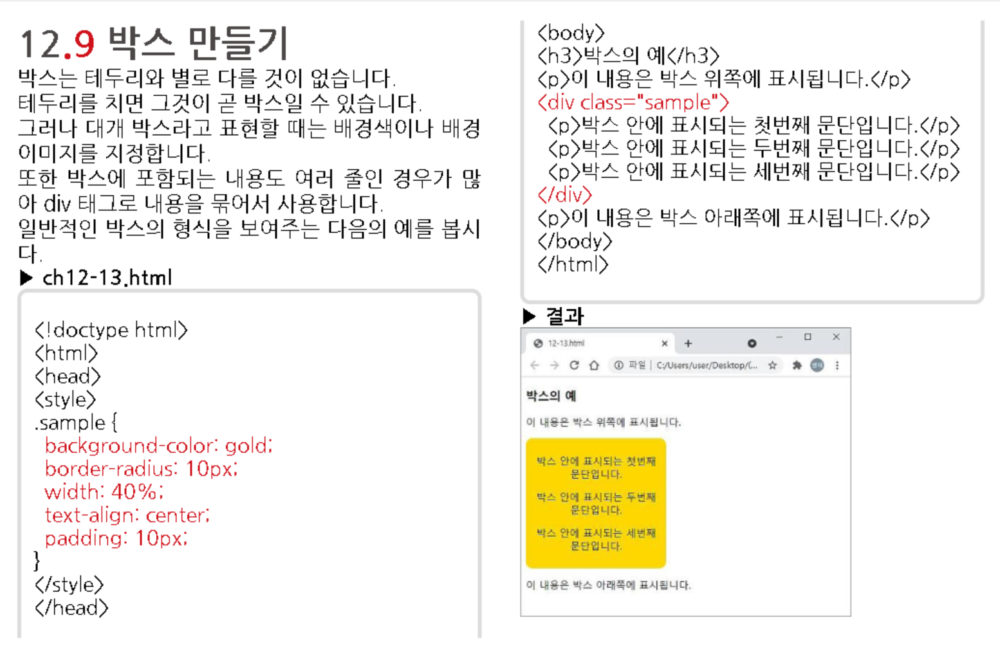 12.9 박스 만들기
박스는 테두리와 별로 다를 것이 없습니다.
테두리를 치면 그것이 곧 박스일 수 있습니다.
그러나 대개 박스라고 표현할 때는 배경색이나 배경
이미지를 지정합니다.
또한 박스에 포함되는 내용도 여러 줄인 경우가 많
아 div 태그로 내용을 묶어서 사용합니다.
일반적인 박스의 형식을 보여주는 다음의 예를 봅시
다.
▶ ch12-13.html
<!doctype html>
<html>
<head>
<style>
.sample {
background-color: gold;
border-radius: 10px;
width: 40%;
text-align: center;
padding: 10px;
}
</style>
</head>
<body>
<h3>박스의 예</h3>
<p>이 내용은 박스 위쪽에 표시됩니다.</p>
<div class="sample">
<p>박스 안에 표시되는 첫번째 문단입니다.</p>
<p>박스 안에 표시되는 두번째 문단입니다.</p>
<p>박스 안에 표시되는 세번째 문단입니다.</p>
</div>
<p>이 내용은 박스 아래쪽에 표시됩니다.</p>
</body>
</html>
▶ 결과
12-13.html
파일 | C:/Users/user/Desktop/(...
박스의 예
이 내용은 박스 위쪽에 표시됩니다.
박스 안에 표시되는 첫번째
문단입니다.
박스 안에 표시되는 두번째
문단입니다.
박스 안에 표시되는 세번째
문단입니다.
이 내용은 박스 아래쪽에 표시됩니다.